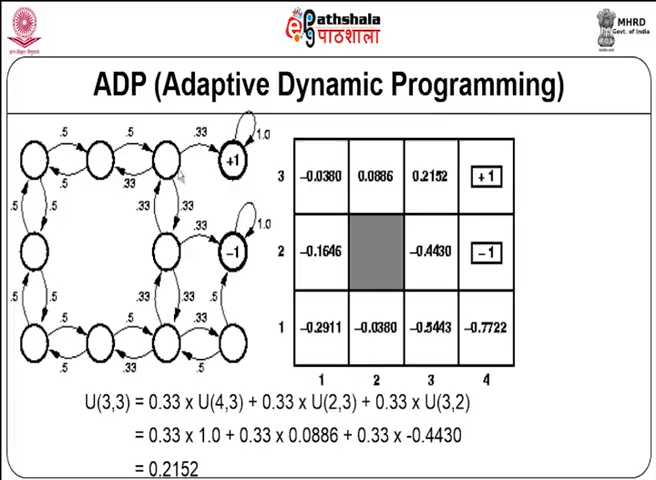 Pathshala
पाठशाला
MHRD
Govt. of India
ADP (Adaptive Dynamic Programming)
.5 .5 .33 1.0
+1
.5 .33
.5 .5 .33 .33
.33 1.0
−1
.5 .5 .33 .33 .5
.5 .5 .33
.5 .33 .5
3 −0.0380 0.0886 0.2152 +1
2 −0.1646 −0.4430 −1
1 −0.2911 −0.0380 −0.5443 −0.7722
1 2 3 4
U(3,3) = 0.33 x U(4,3) + 0.33 x U(2,3) + 0.33 x U(3,2)
= 0.33 x 1.0 + 0.33 x 0.0886 + 0.33 x -0.4430
= 0.2152